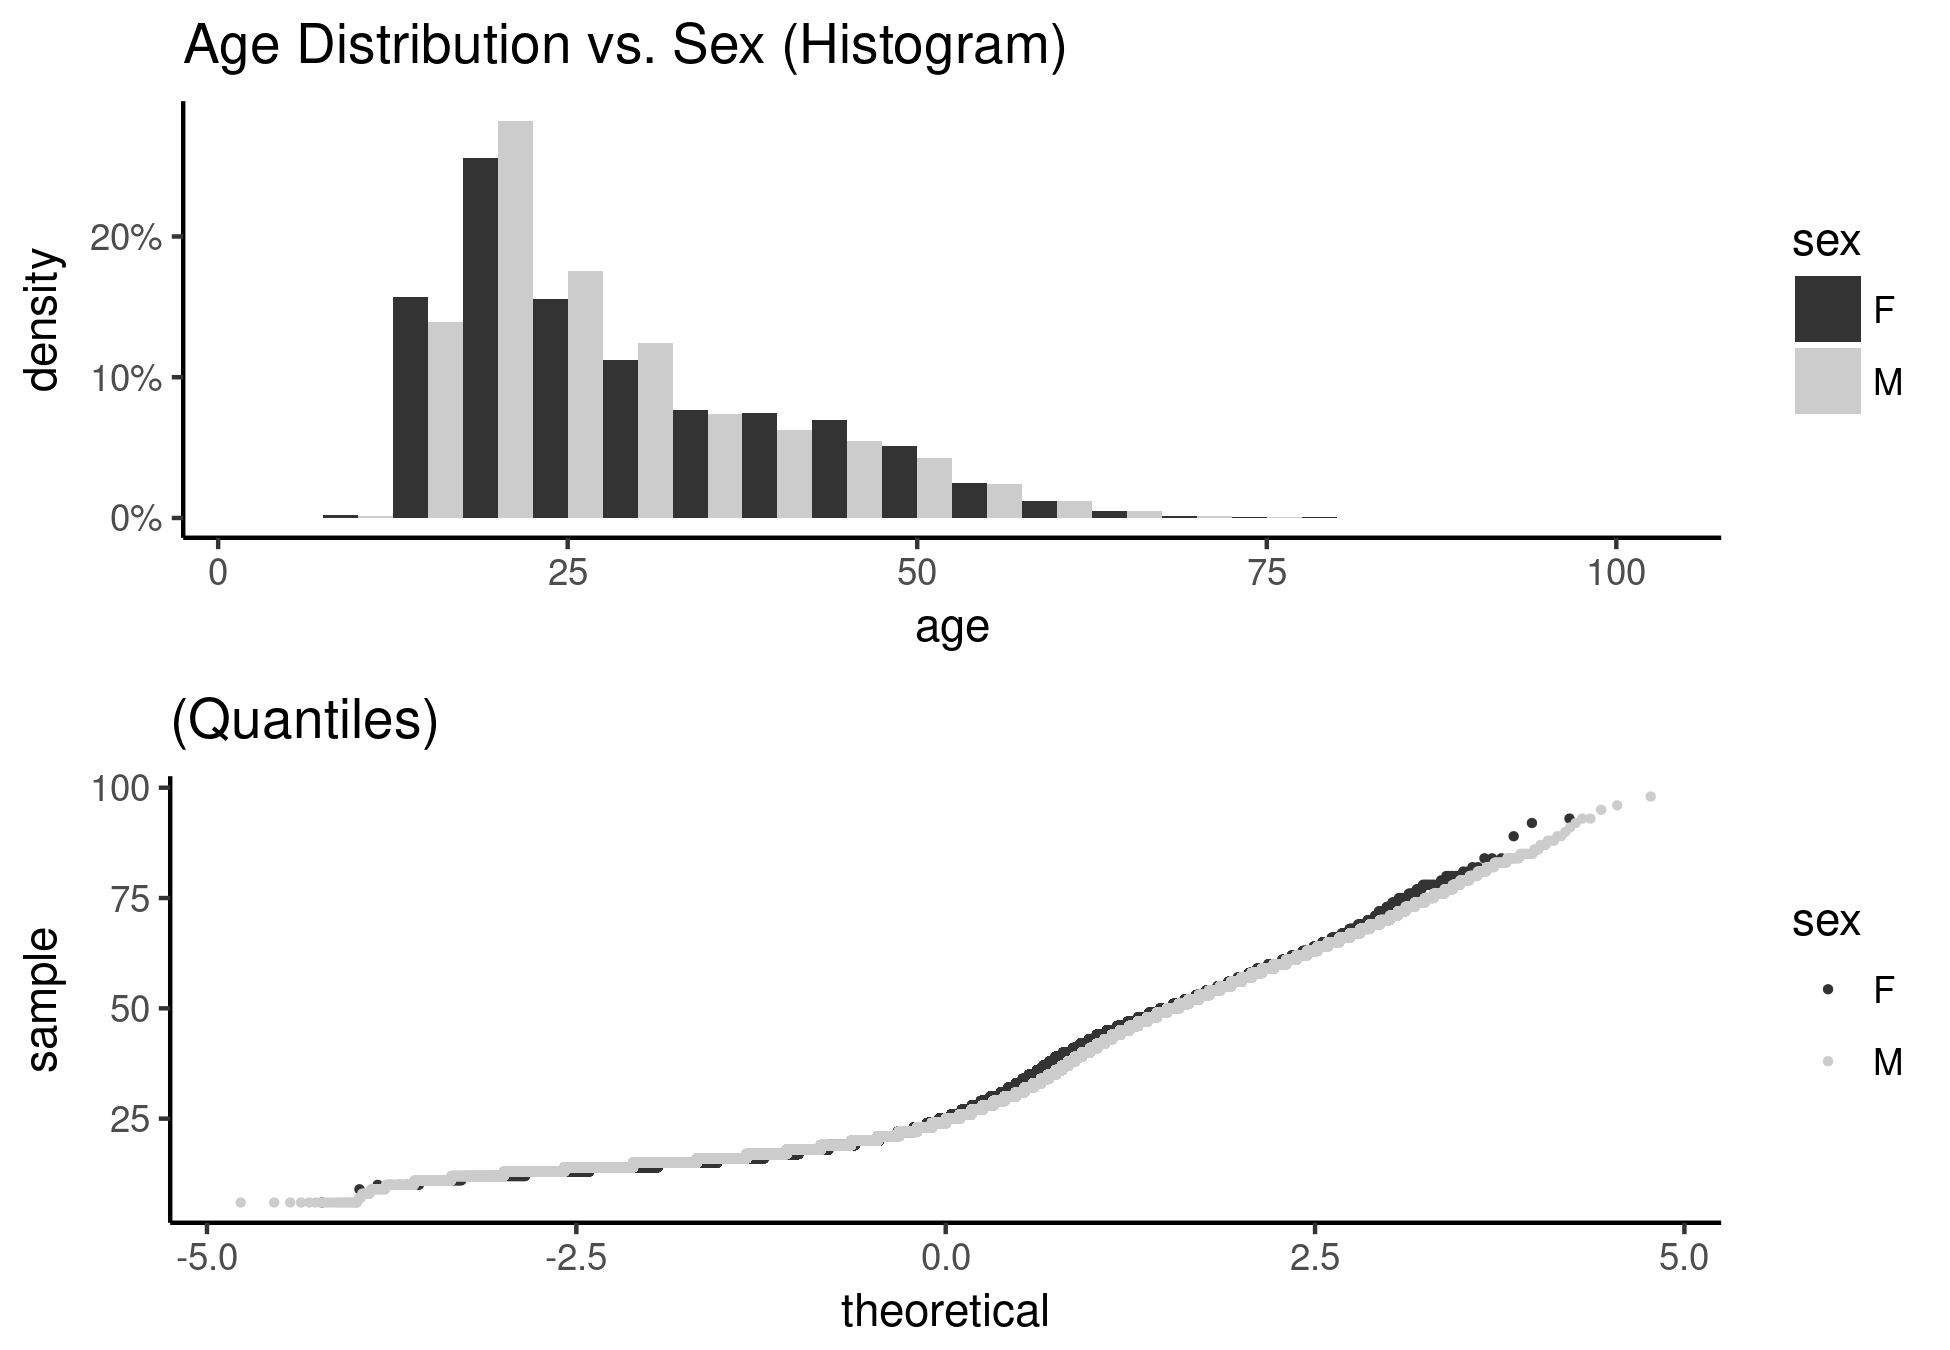 Age Distribution vs. Sex (Histogram)
density
20%
10%
0%
0 25 50 75 100
age
sex
F
M
(Quantiles)
sample
100
75
50
25
-5.0 -2.5 0.0 2.5 5.0
theoretical
sex
F
M